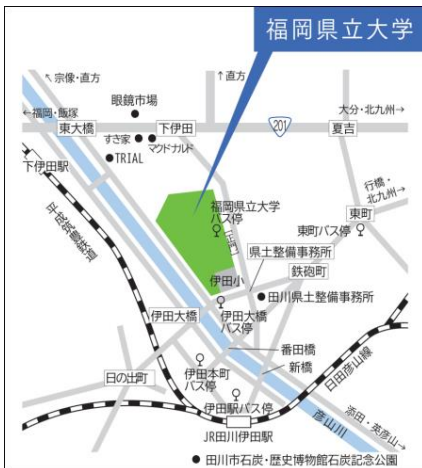 福岡県立大学
↖宗像・直方
↑直方
眼鏡市場
←福岡・飯塚
大分・北九州→
東大橋
すき家
下伊田
201
夏吉
マクドナルド
TRIAL
下伊田駅
行橋・
北九州→
東町
福岡県立大学
バス停
東町バス停
平成筑豊鉄道
正門
県土整備事務所
鉄砲町
伊田小
田川県土整備事務所
伊田大橋
伊田大橋
バス停
番田橋
日田彦山線
新橋
伊田本町
バス停
日の出町
彦山川
伊田駅バス停
添田・英彦山→
JR田川伊田駅
田川市石炭・歴史博物館石炭記念公園